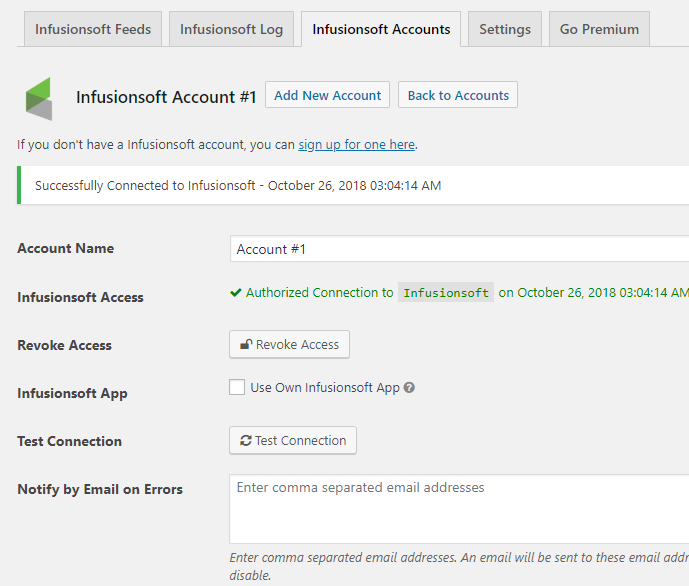 Infusionsoft Feeds Infusionsoft Log Infusionsoft Accounts Settings Go Premium
Infusionsoft Account #1 Add New Account Back to Accounts
If you don't have a Infusionsoft account, you can sign up for one here.
Successfully Connected to Infusionsoft - October 26, 2018 03:04:14 AM
Account Name Account #1
Infusionsoft Access Authorized Connection to Infusionsoft on October 26, 2018 03:04:14 AM
Revoke Access Revoke Access
Infusionsoft App Use Own Infusionsoft App
Test Connection Test Connection
Notify by Email on Errors Enter comma separated email addresses
Enter comma separated email addresses. An email will be sent to these email
disable.